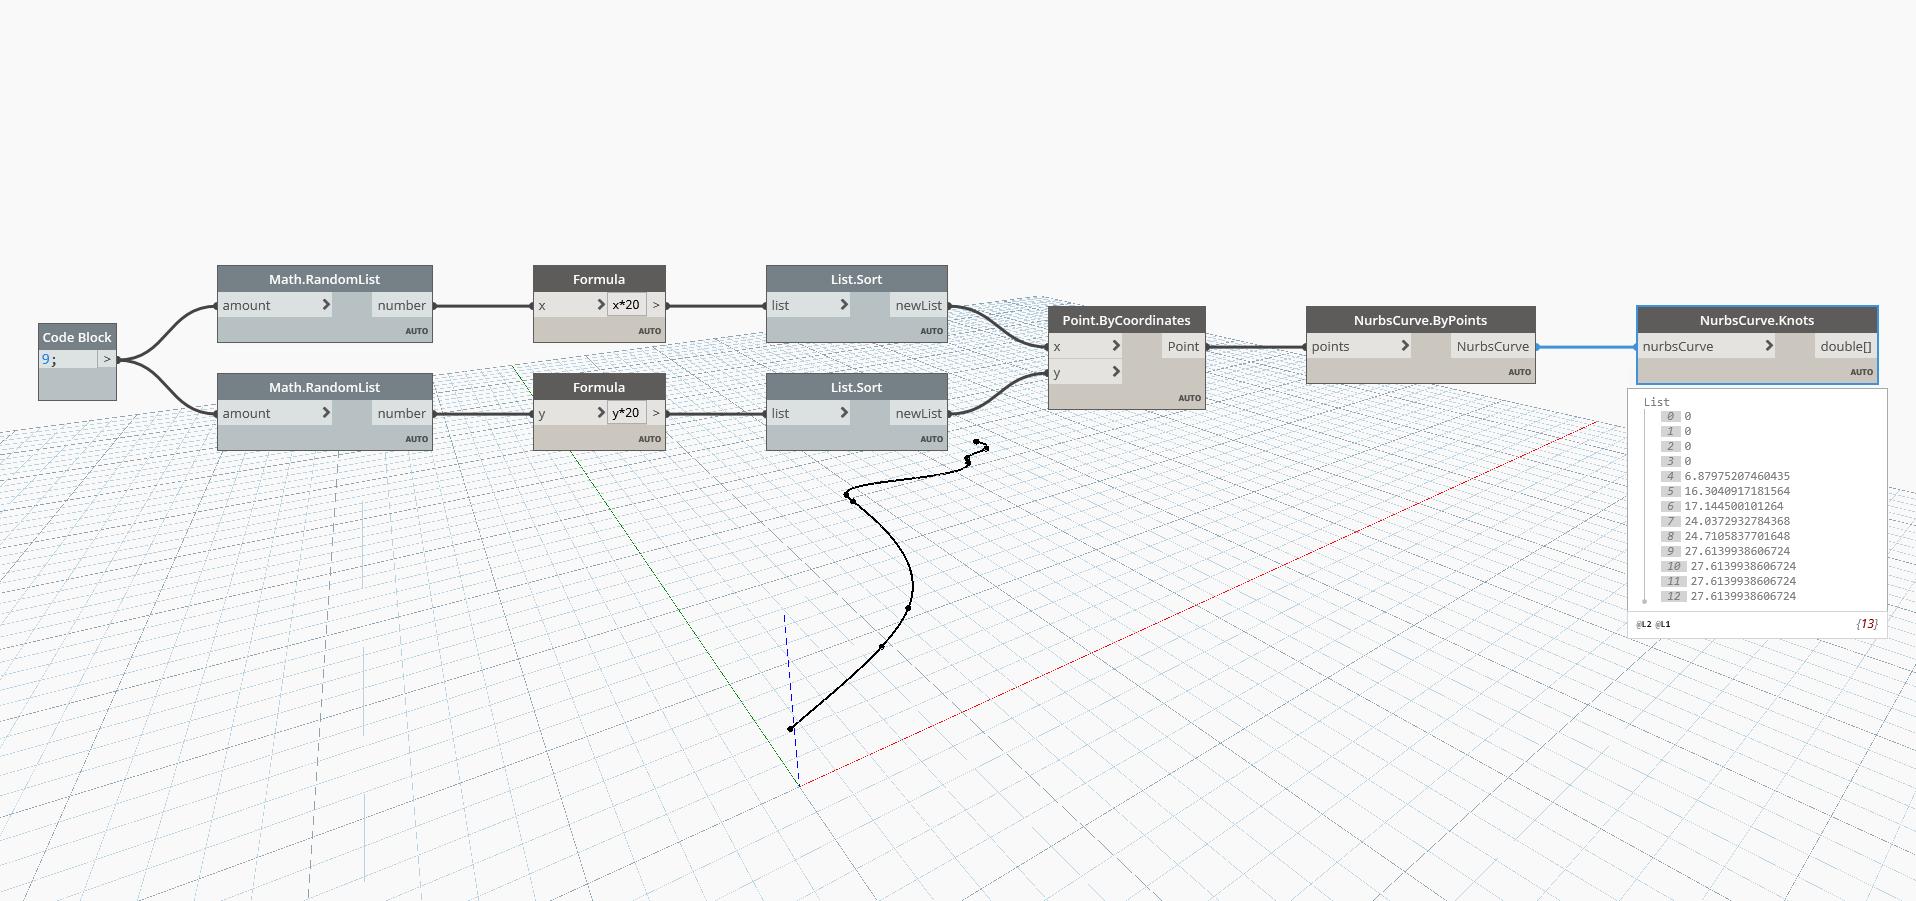 Code Block
9; >
Math.RandomList
amount > number
AUTO
Math.RandomList
amount > number
AUTO
Formula
x > x*20 >
AUTO
Formula
y > y*20 >
AUTO
List.Sort
list > newList
AUTO
List.Sort
list > newList
AUTO
Point.ByCoordinates
x > Point
y >
AUTO
NurbsCurve.ByPoints
points > NurbsCurve
AUTO
NurbsCurve.Knots
nurbsCurve > double[]
AUTO
List
0 0
1 0
2 0
3 0
4 6.87975207460435
5 16.3040917181564
6 17.144500101264
7 24.0372932784368
8 24.7105837701648
9 27.6139938606724
10 27.6139938606724
11 27.6139938606724
12 27.6139938606724
@L2 @L1 {13}